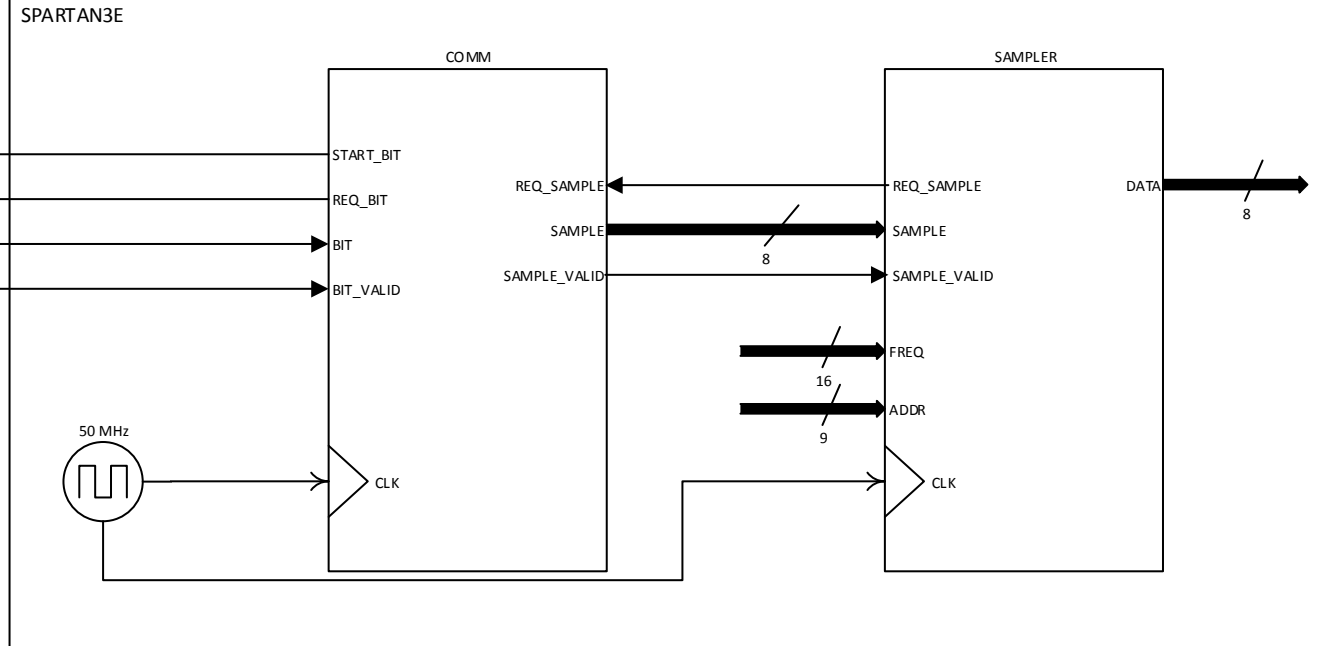 SPARTAN3E
COMM
SAMPLER
START_BIT
REQ_BIT
BIT
BIT_VALID
REQ_SAMPLE
SAMPLE
SAMPLE_VALID
8
REQ_SAMPLE
SAMPLE
SAMPLE_VALID
DATA
8
16
FREQ
9
ADDR
50 MHz
CLK
CLK